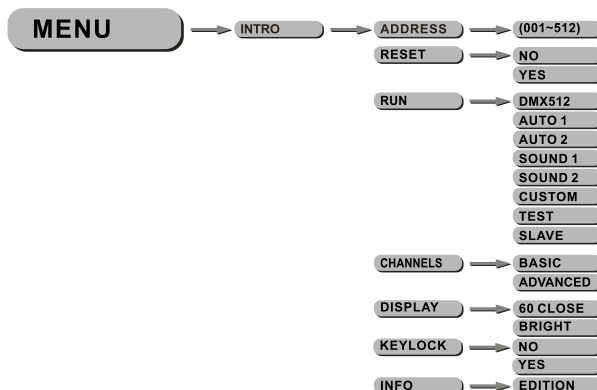 MENU INTRO ADDRESS (001~512)
RESET NO
YES
RUN DMX512
AUTO 1
AUTO 2
SOUND 1
SOUND 2
CUSTOM
TEST
SLAVE
CHANNELS BASIC
ADVANCED
DISPLAY 60 CLOSE
BRIGHT
KEYLOCK NO
YES
INFO EDITION